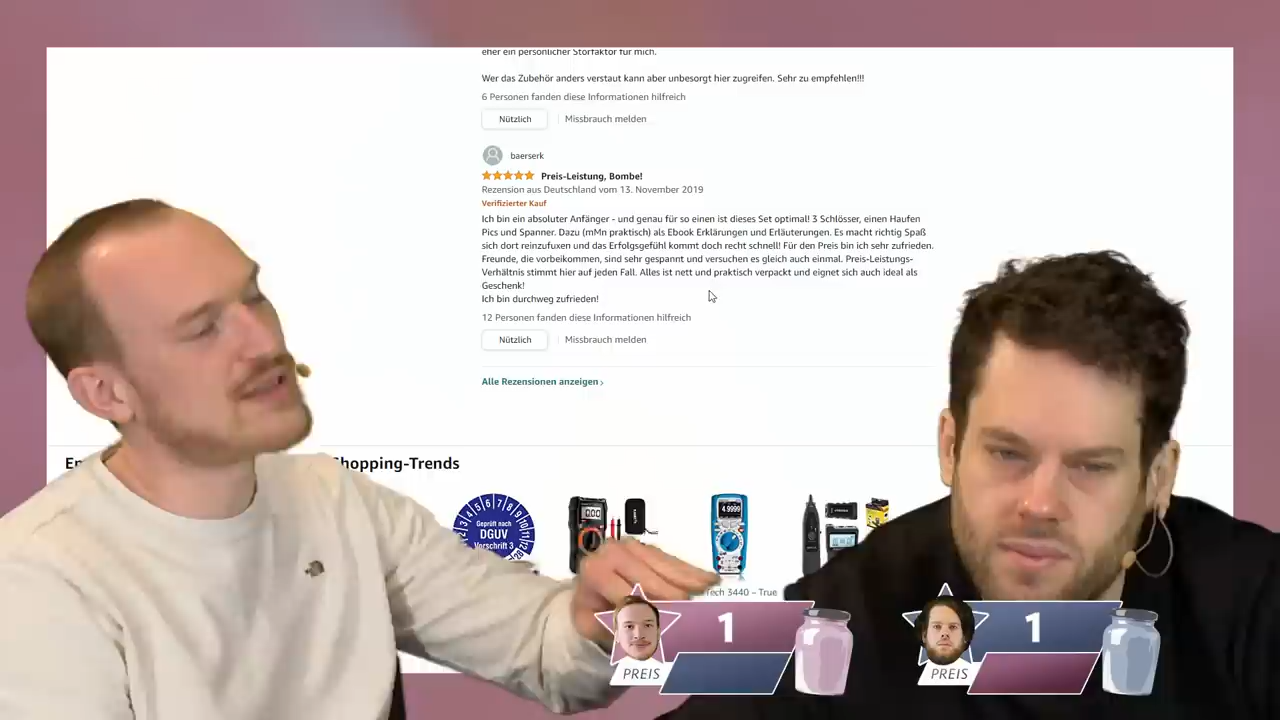 eher ein persönlicher Störfaktor für mich.
Wer das Zubehör anders verstaut kann aber unbesorgt hier zugreifen. Sehr zu empfehlen!!!
6 Personen fanden diese Informationen hilfreich
Nützlich Missbrauch melden
baerserk
Preis-Leistung, Bombe!
Rezension aus Deutschland vom 13. November 2019
Verifizierter Kauf
Ich bin ein absoluter Anfänger - und genau für so einen ist dieses Set optimal! 3 Schlösser, einen Haufen
Pics und Spanner. Dazu (mMn praktisch) als Ebook Erklärungen und Erläuterungen. Es macht richtig Spaß
sich dort reinzufuxen und das Erfolgsgefühl kommt doch recht schnell! Für den Preis bin ich sehr zufrieden.
Freunde, die vorbeikommen, sind sehr gespannt und versuchen es gleich auch einmal. Preis-Leistungs-
Verhältnis stimmt hier auf jeden Fall. Alles ist nett und praktisch verpackt und eignet sich auch ideal als
Geschenk!
Ich bin durchweg zufrieden!
12 Personen fanden diese Informationen hilfreich
Nützlich Missbrauch melden
Alle Rezensionen anzeigen ›
Shopping-Trends
Geprüft nach
DGUV
Vorschrift 3
000
4.9999
Tech 3440 – True
1
PREIS
1
PREIS